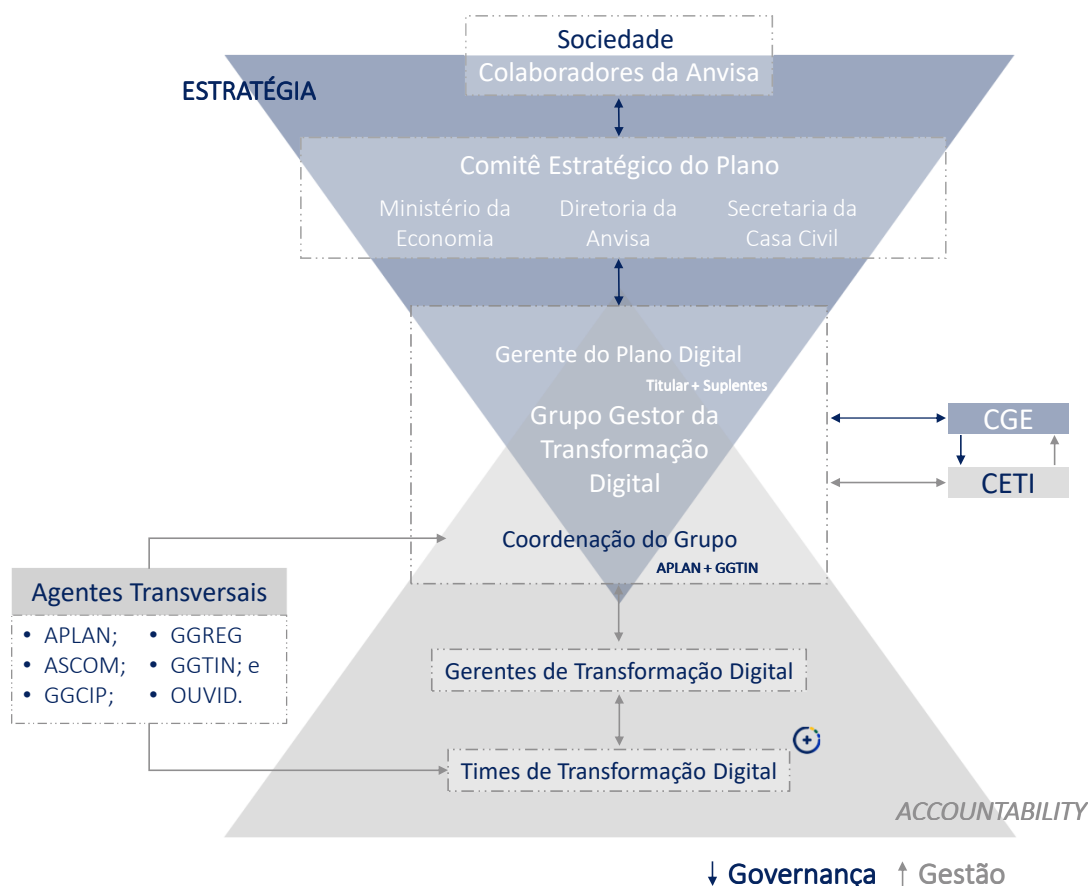 Sociedade
Colaboradores da Anvisa
ESTRATÉGIA
Comitê Estratégico do Plano
Ministério da
Economia
Diretoria da
Anvisa
Secretaria da
Casa Civil
Gerente do Plano Digital
Titular + Suplentes
Grupo Gestor da
Transformação
Digital
CGE
CETI
Coordenação do Grupo
APLAN + GGTIN
Agentes Transversais
• APLAN;
• ASCOM;
• GGCIP;
• GGREG
• GGTIN; e
• OUVID.
Gerentes de Transformação Digital
Times de Transformação Digital
ACCOUNTABILITY
↓ Governança ↑ Gestão